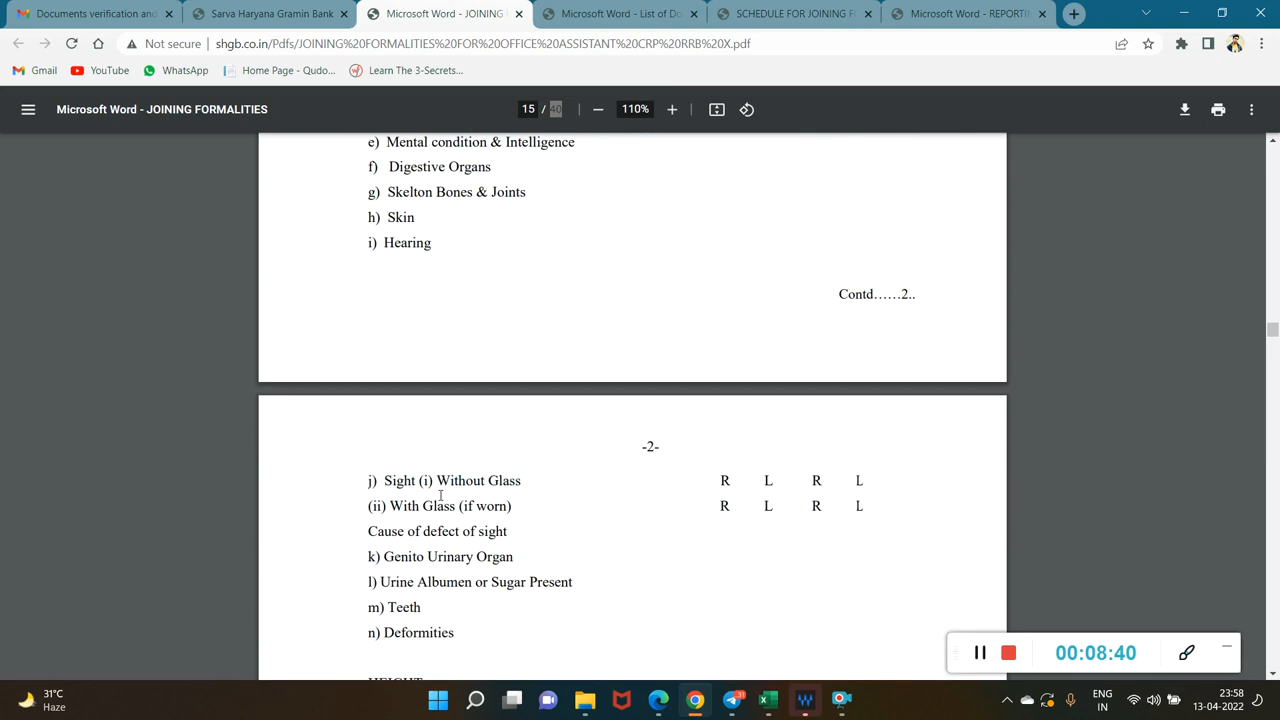 Documents verification and
Sarva Haryana Gramin Bank
Microsoft Word - JOINING
Microsoft Word - List of Do
SCHEDULE FOR JOINING F
Microsoft Word - REPORTI
Not secure
shgb.co.in/Pdfs/JOINING%20FORMALITIES%20FOR%20OFFICE%20ASSISTANT%20CRP%20RRB%20X.pdf
Gmail
YouTube
WhatsApp
Home Page - Qudo...
Learn The 3-Secrets...
Microsoft Word - JOINING FORMALITIES
15 / 40
110%
e) Mental condition & Intelligence
f) Digestive Organs
g) Skelton Bones & Joints
h) Skin
i) Hearing
Contd……2..
-2-
j) Sight (i) Without Glass R L R L
(ii) With Glass (if worn) R L R L
Cause of defect of sight
k) Genito Urinary Organ
l) Urine Albumen or Sugar Present
m) Teeth
n) Deformities
HEIGHT
00:08:40
31°C
Haze
31
ENG
IN
23:58
13-04-2022